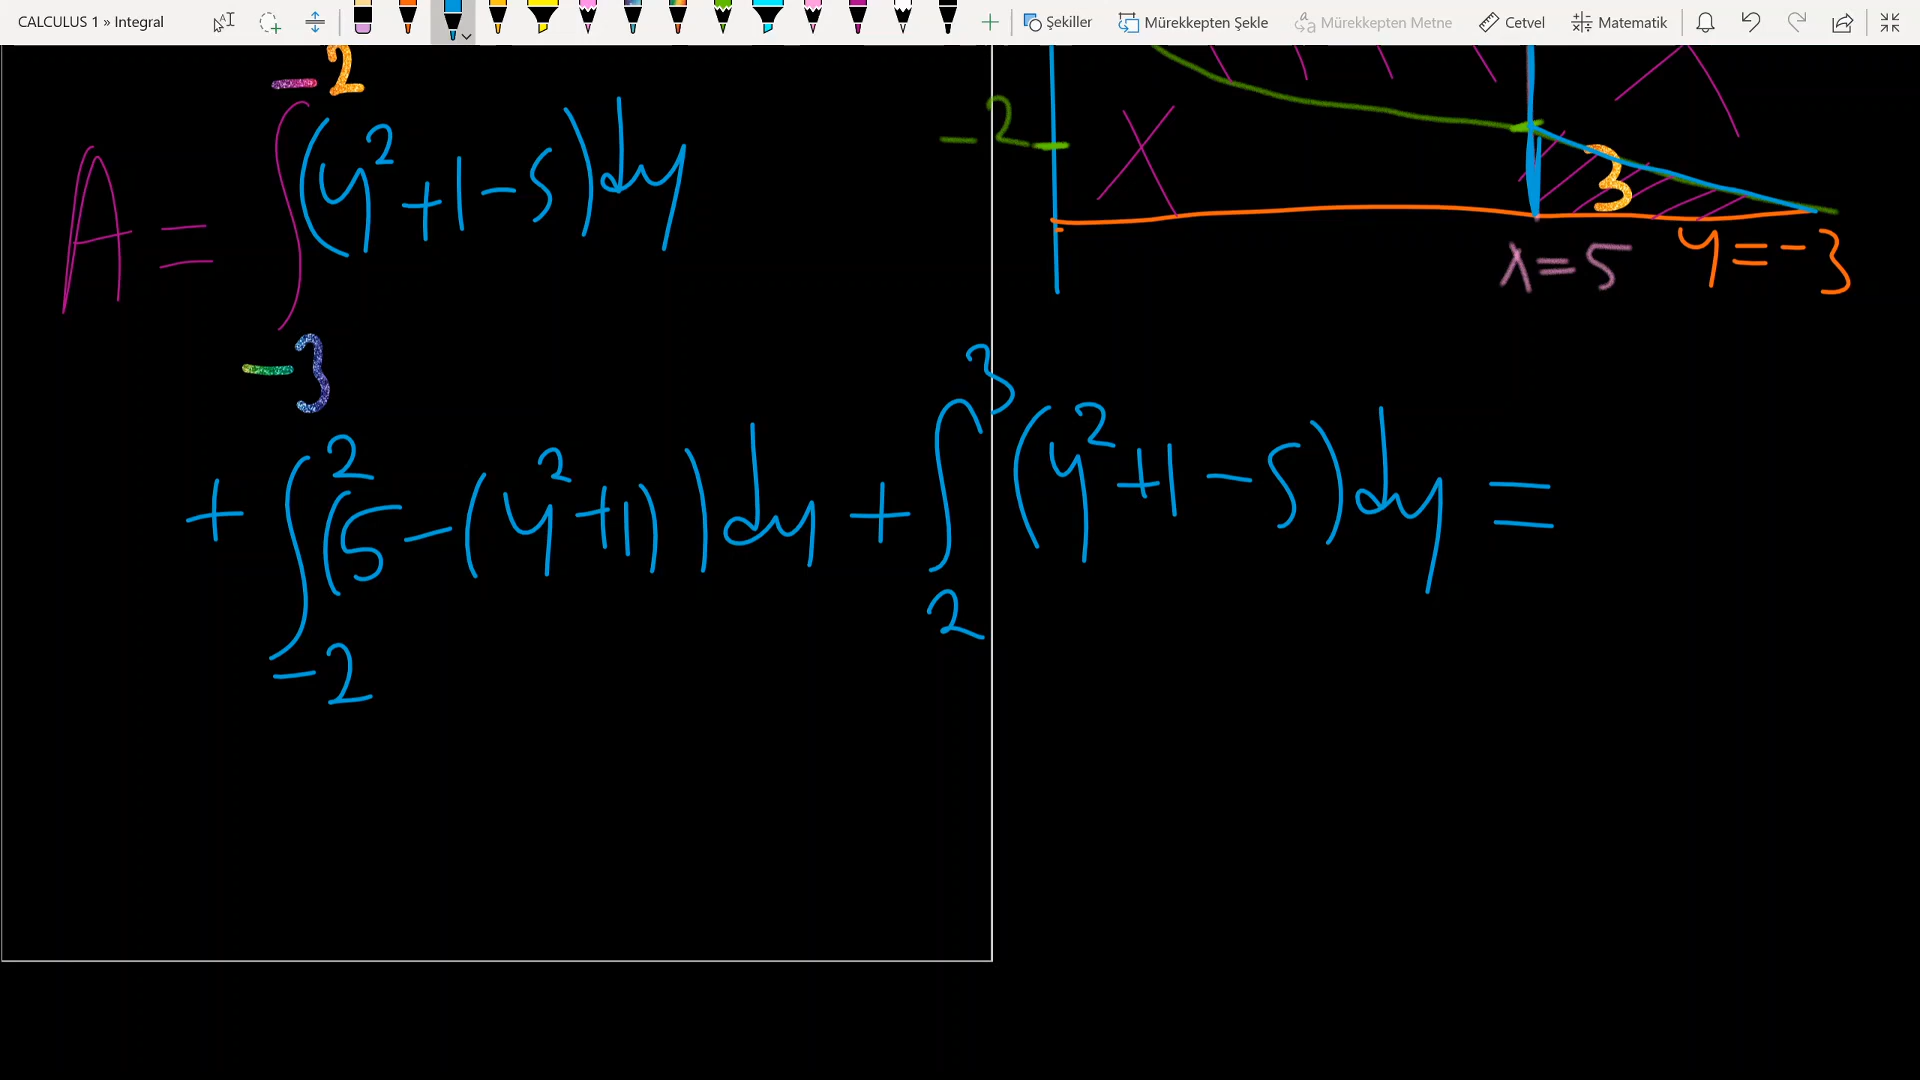 CALCULUS 1 » Integral
Şekiller
Mürekkepten Şekle
Mürekkepten Metne
Cetvel
Matematik
A = ∫_{-3}^{-2} (y² + 1 - 5) dy
+ ∫_{-2}^{2} (5 - (y² + 1)) dy + ∫_{2}^{3} (y² + 1 - 5) dy =
-2
3
x = 5
y = -3